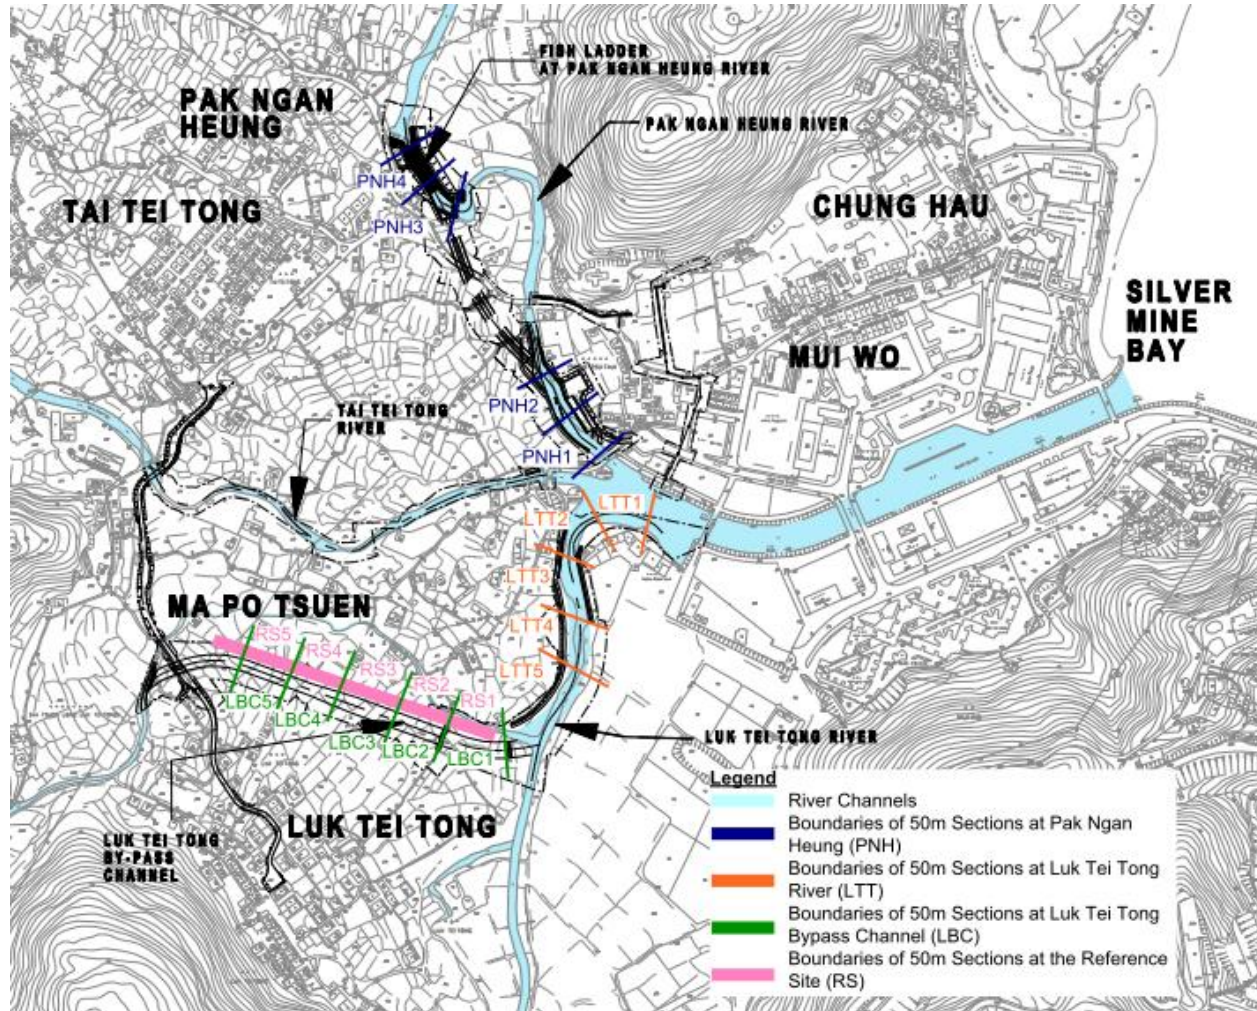 FISH LADDER
AT PAK NGAN HEUNG RIVER
PAK NGAN
HEUNG
PAK NGAN HEUNG RIVER
PNH4
TAI TEI TONG
CHUNG HAU
PNH3
SILVER
MINE
BAY
MUI WO
PNH2
TAI TEI TONG
RIVER
PNH1
LTT1
LTT2
LTT3
MA PO TSUEN
LTT4
RS5
RS4
RS3
LTT5
RS2
RS1
LBC5
LBC4
LBC3
LBC2
LBC1
LUK TEI TONG RIVER
LUK TEI TONG
LUK TEI TONG
BY-PASS
CHANNEL
Legend
River Channels
Boundaries of 50m Sections at Pak Ngan
Heung (PNH)
Boundaries of 50m Sections at Luk Tei Tong
River (LTT)
Boundaries of 50m Sections at Luk Tei Tong
Bypass Channel (LBC)
Boundaries of 50m Sections at the Reference
Site (RS)